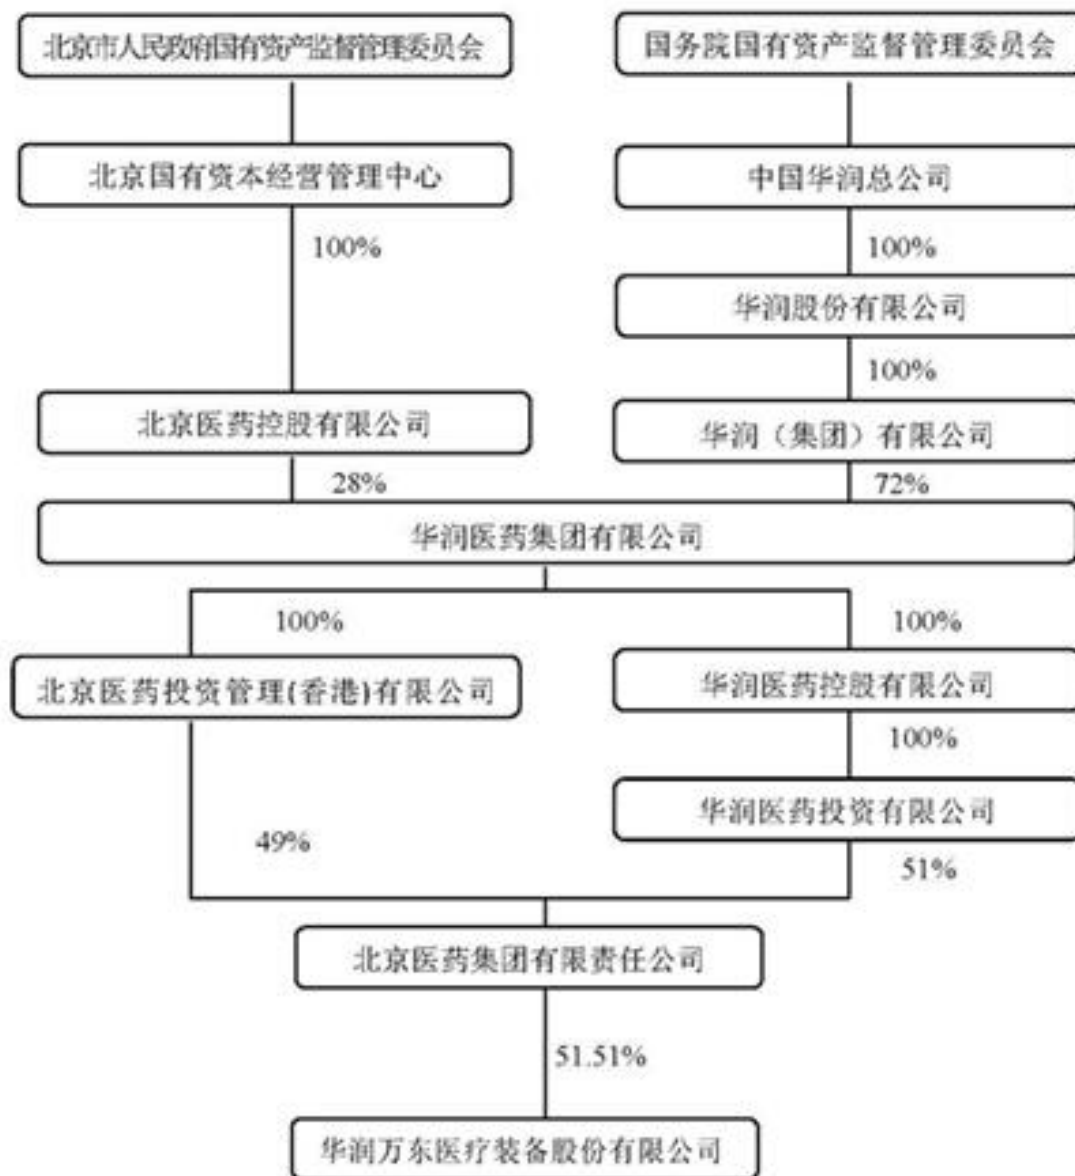 北京市人民政府国有资产监督管理委员会
国务院国有资产监督管理委员会
北京国有资本经营管理中心
中国华润总公司
100%
100%
华润股份有限公司
100%
北京医药控股有限公司
华润（集团）有限公司
28%
72%
华润医药集团有限公司
100%
100%
北京医药投资管理(香港)有限公司
华润医药控股有限公司
100%
华润医药投资有限公司
49%
51%
北京医药集团有限责任公司
51.51%
华润万东医疗装备股份有限公司